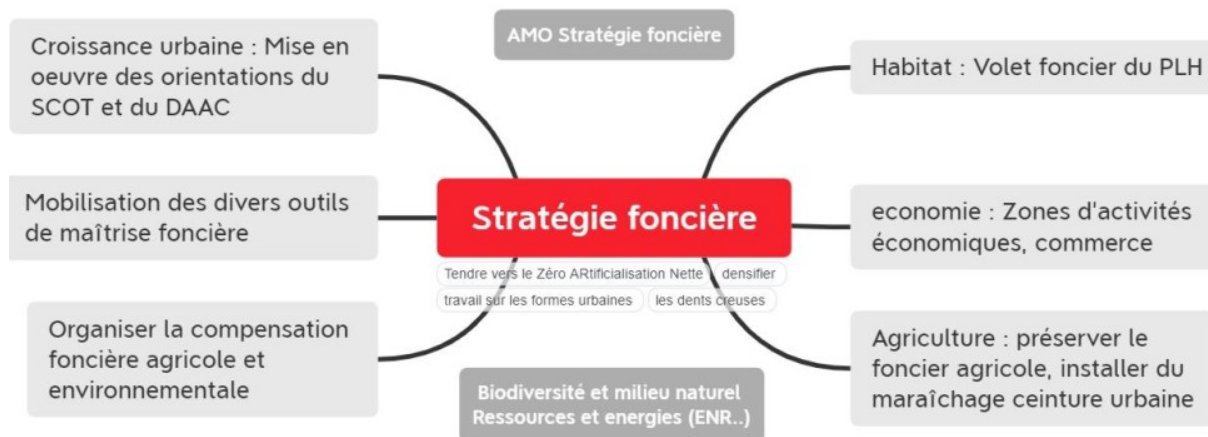 AMO Stratégie foncière
Croissance urbaine : Mise en
oeuvre des orientations du
SCOT et du DAAC
Mobilisation des divers outils
de maîtrise foncière
Organiser la compensation
foncière agricole et
environnementale
Stratégie foncière
Tendre vers le Zéro ARtificialisation Nette
densifier
travail sur les formes urbaines
les dents creuses
Habitat : Volet foncier du PLH
economie : Zones d'activités
économiques, commerce
Agriculture : préserver le
foncier agricole, installer du
maraîchage ceinture urbaine
Biodiversité et milieu naturel
Ressources et energies (ENR..)